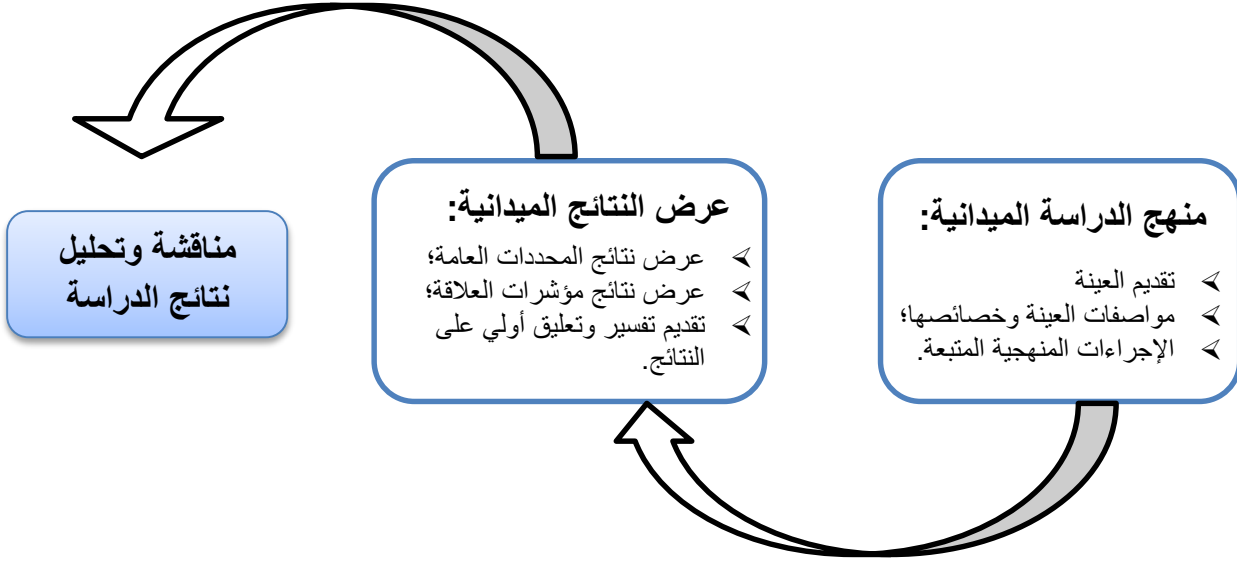 منهج الدراسة الميدانية:
⮚ تقديم العينة
⮚ مواصفات العينة وخصائصها؛
⮚ الإجراءات المنهجية المتبعة.
عرض النتائج الميدانية:
⮚ عرض نتائج المحددات العامة؛
⮚ عرض نتائج مؤشرات العلاقة؛
⮚ تقديم تفسير وتعليق أولي على
النتائج.
مناقشة وتحليل
نتائج الدراسة